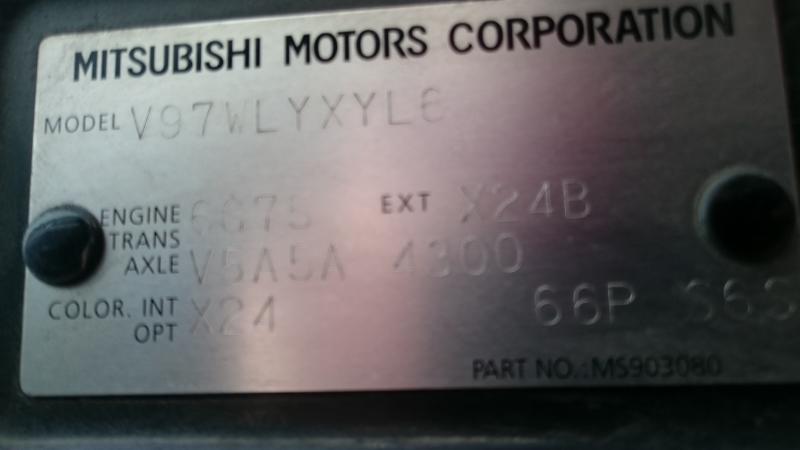 MITSUBISHI MOTORS CORPORATION
MODEL V97WLYXYL6
ENGINE 6G75 EXT X24B
TRANS
AXLE V5A5A 4300
COLOR. INT X24 66P S6S
OPT
PART NO.:MS903080